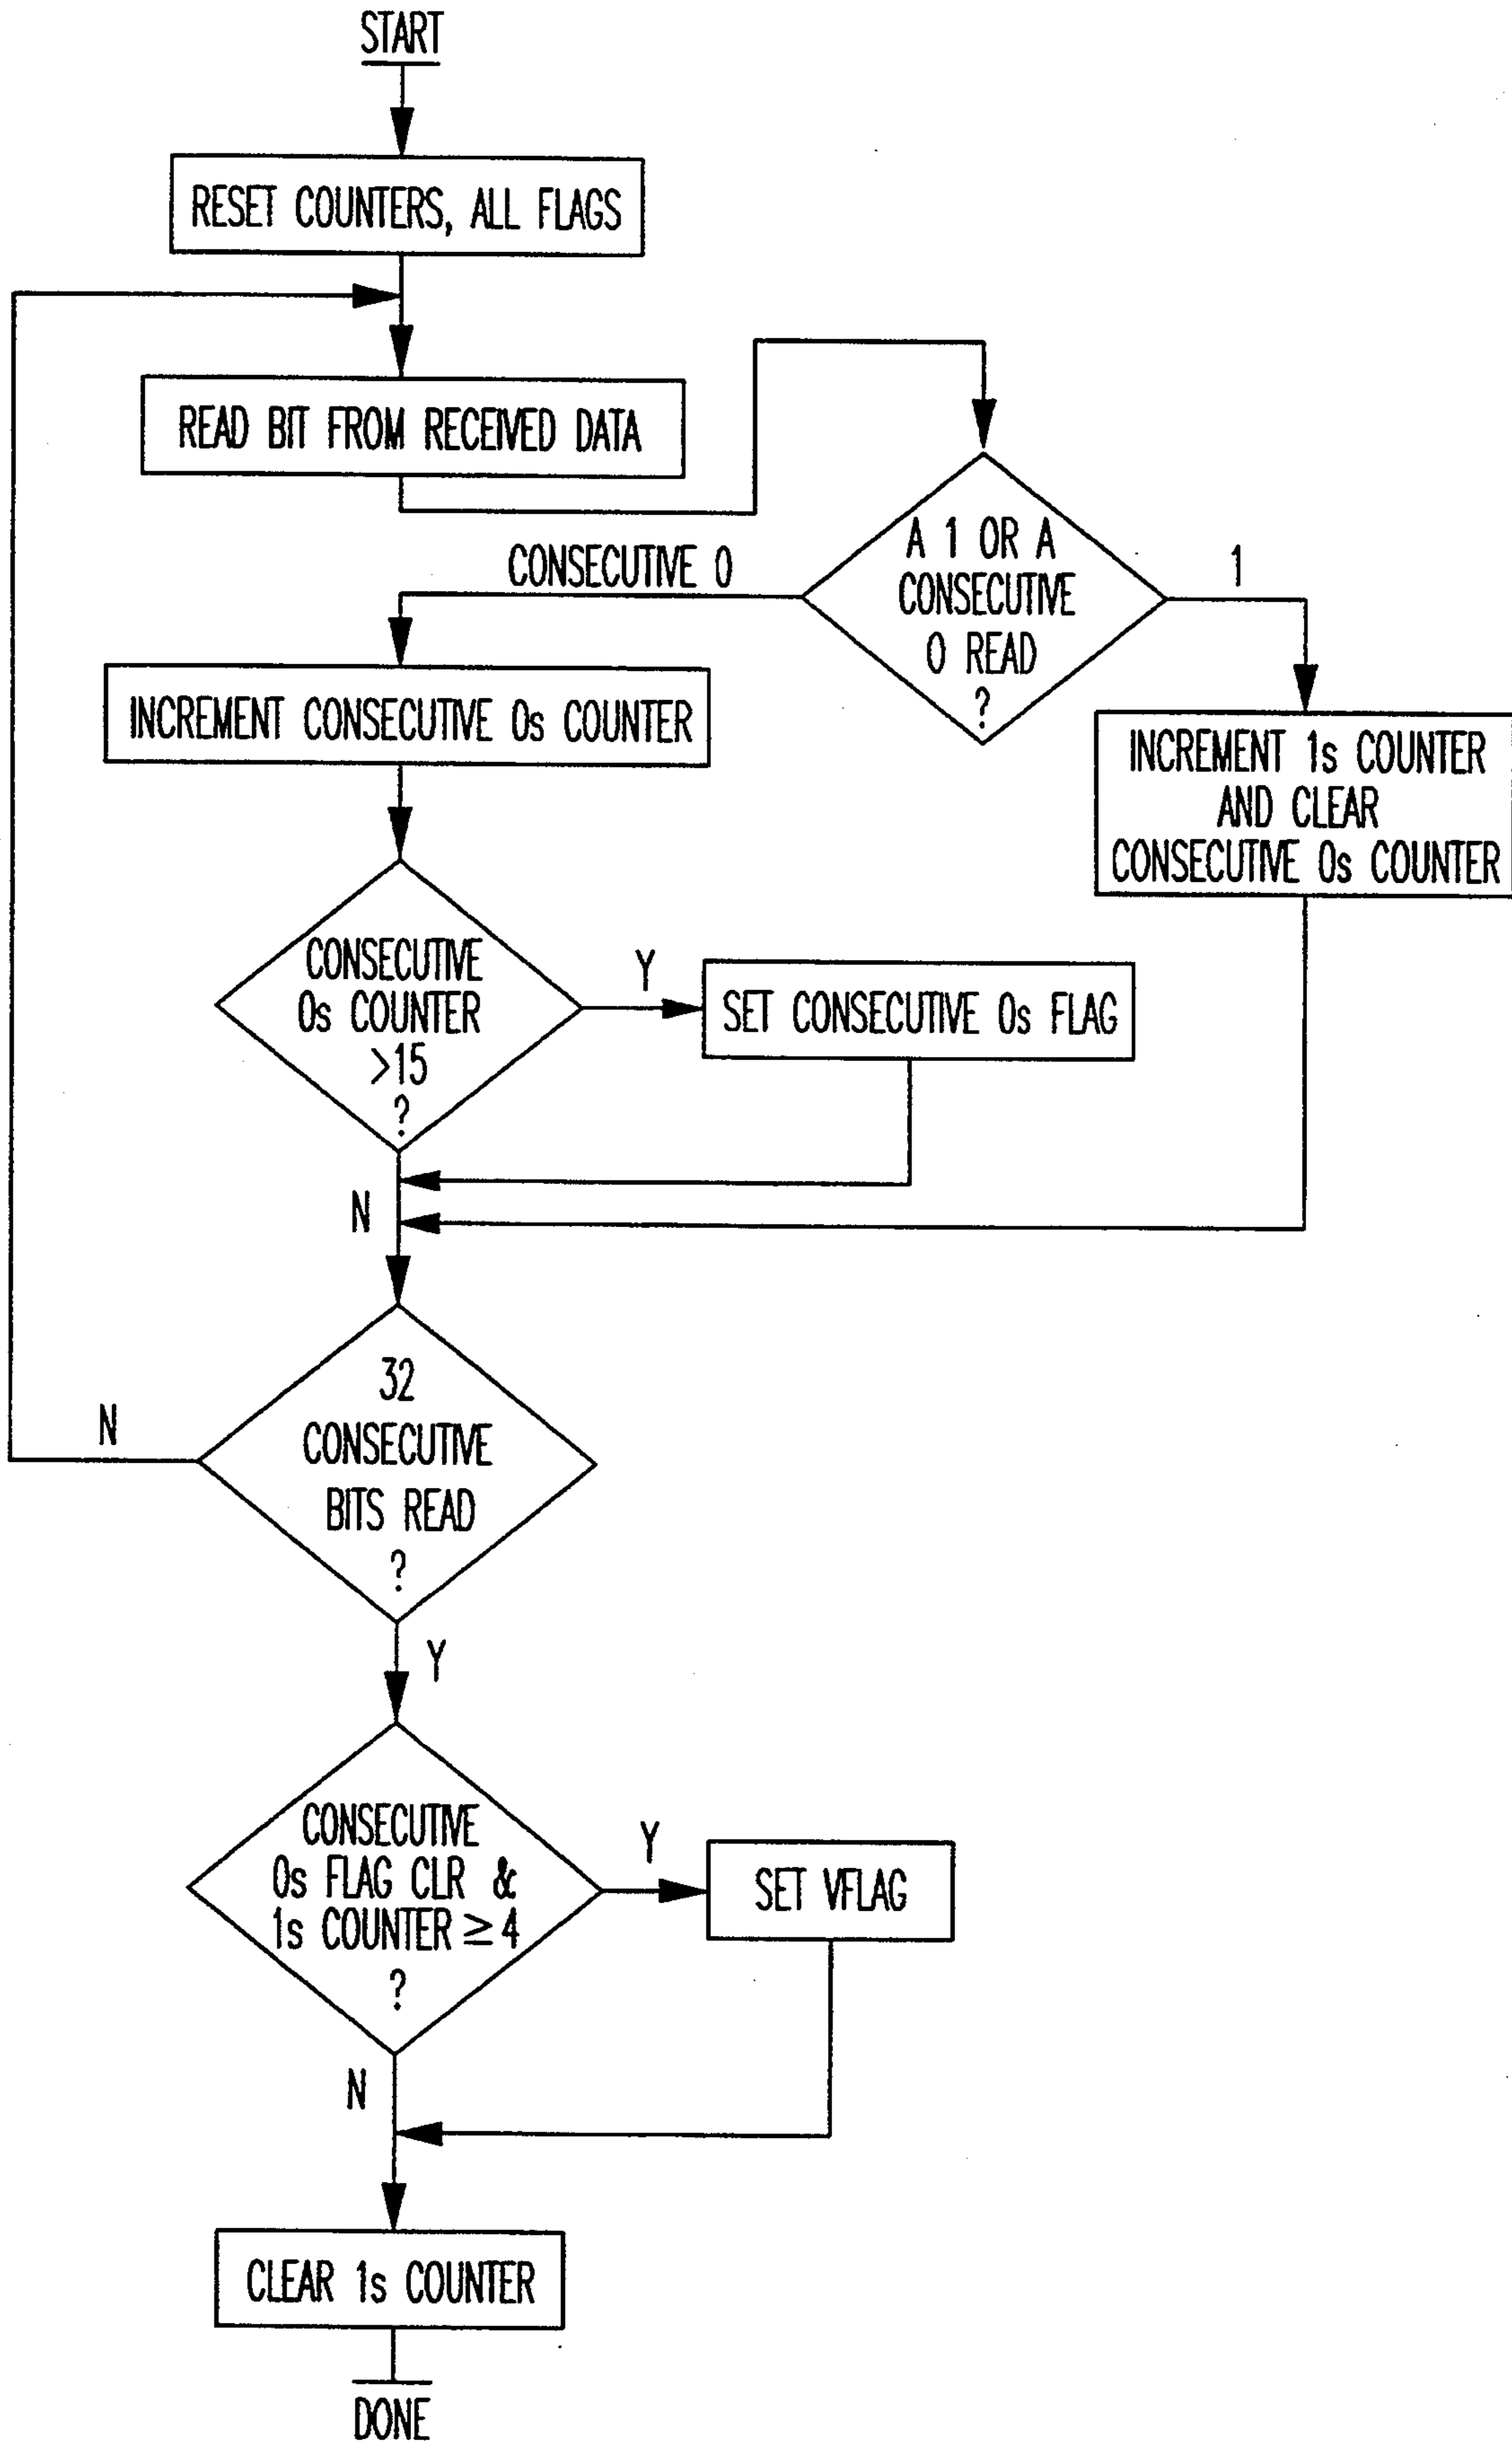 START
RESET COUNTERS, ALL FLAGS
READ BIT FROM RECEIVED DATA
A 1 OR A
CONSECUTIVE
0 READ
?
CONSECUTIVE 0
1
INCREMENT CONSECUTIVE 0s COUNTER
INCREMENT 1s COUNTER
AND CLEAR
CONSECUTIVE 0s COUNTER
CONSECUTIVE
0s COUNTER
>15
?
Y
SET CONSECUTIVE 0s FLAG
N
32
CONSECUTIVE
BITS READ
?
N
Y
CONSECUTIVE
0s FLAG CLR &
1s COUNTER ≥ 4
?
Y
SET VFLAG
N
CLEAR 1s COUNTER
DONE